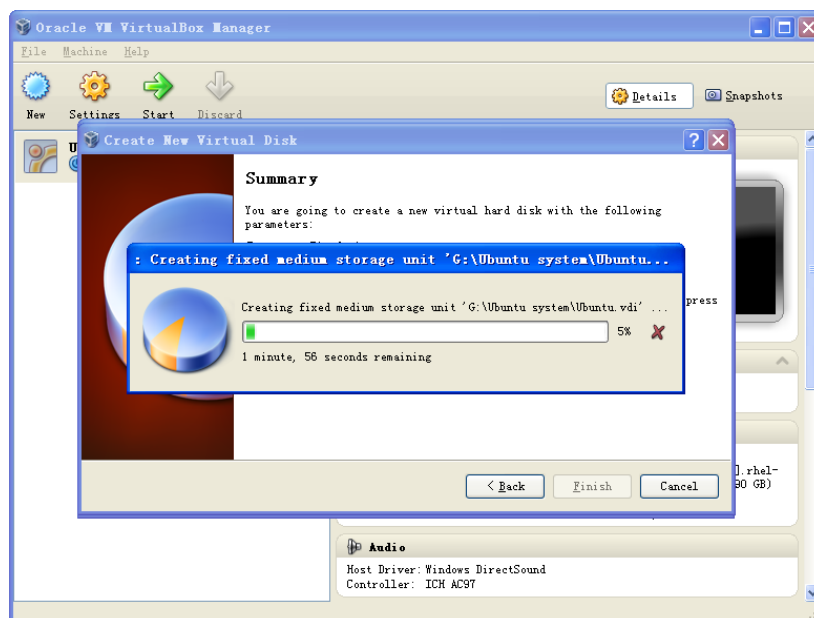 Oracle VM VirtualBox Manager
File Machine Help
New Settings Start Discard
Details Snapshots
Create New Virtual Disk
Summary
You are going to create a new virtual hard disk with the following
parameters:
: Creating fixed medium storage unit 'G:\Ubuntu system\Ubuntu...
Creating fixed medium storage unit 'G:\Ubuntu system\Ubuntu.vdi' ...
press
5%
1 minute, 56 seconds remaining
].rhel-
90 GB)
< Back Finish Cancel
Audio
Host Driver: Windows DirectSound
Controller: ICH AC97